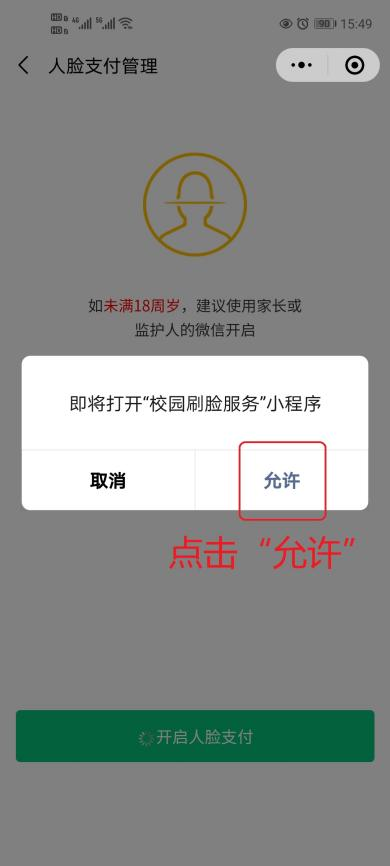 4G 5G 90 15:49
人脸支付管理
如未满18周岁，建议使用家长或
监护人的微信开启
即将打开“校园刷脸服务”小程序
取消 允许
点击“允许”
开启人脸支付